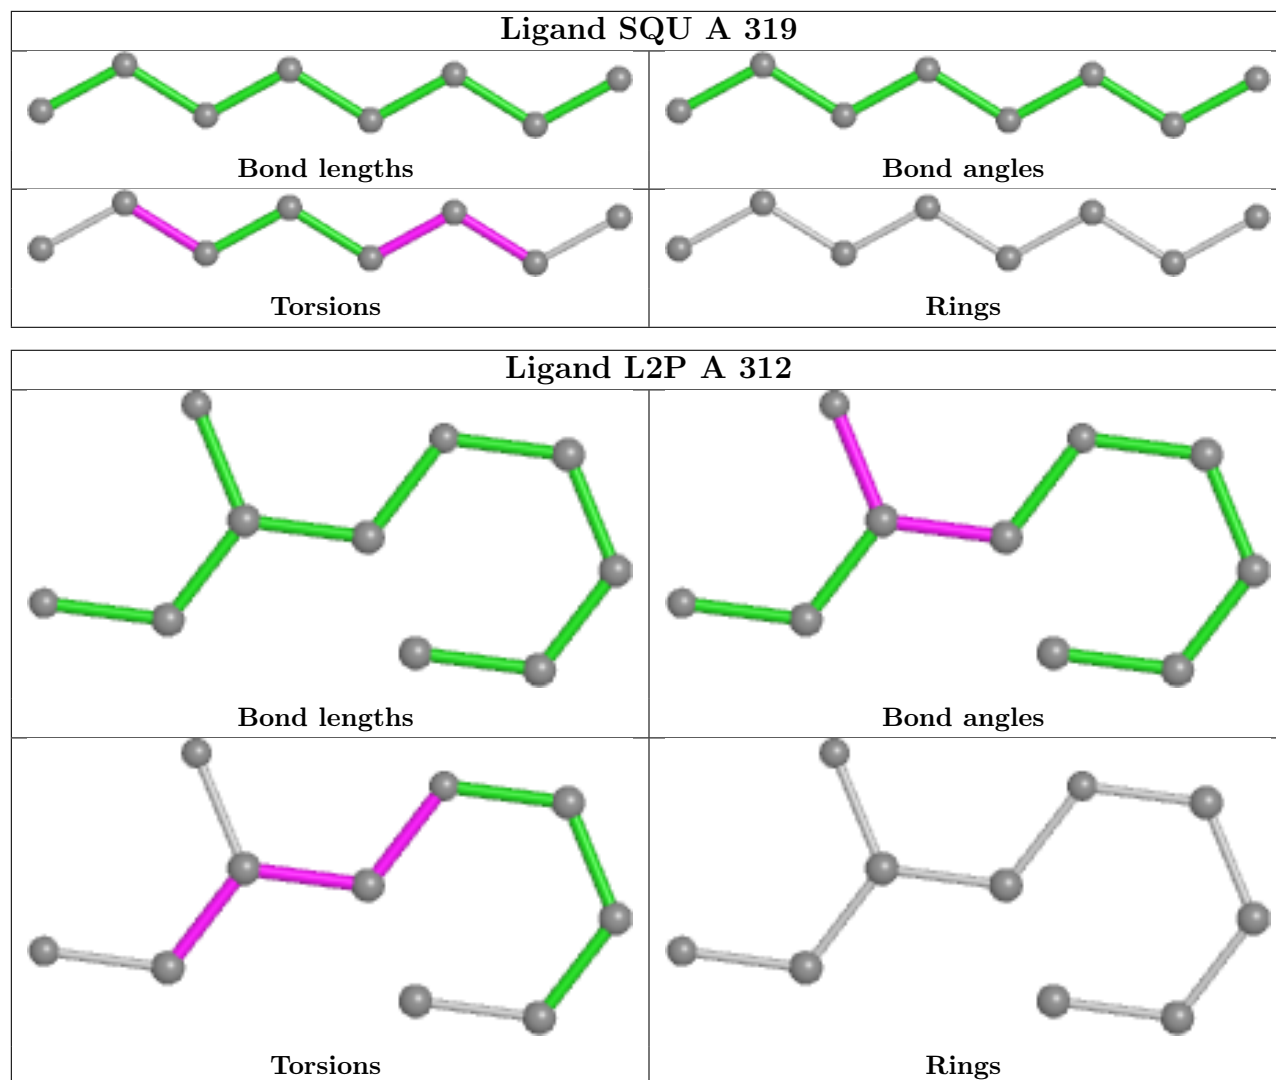 Ligand SQU A 319
Bond lengths
Bond angles
Torsions
Rings
Ligand L2P A 312
Bond lengths
Bond angles
Torsions
Rings